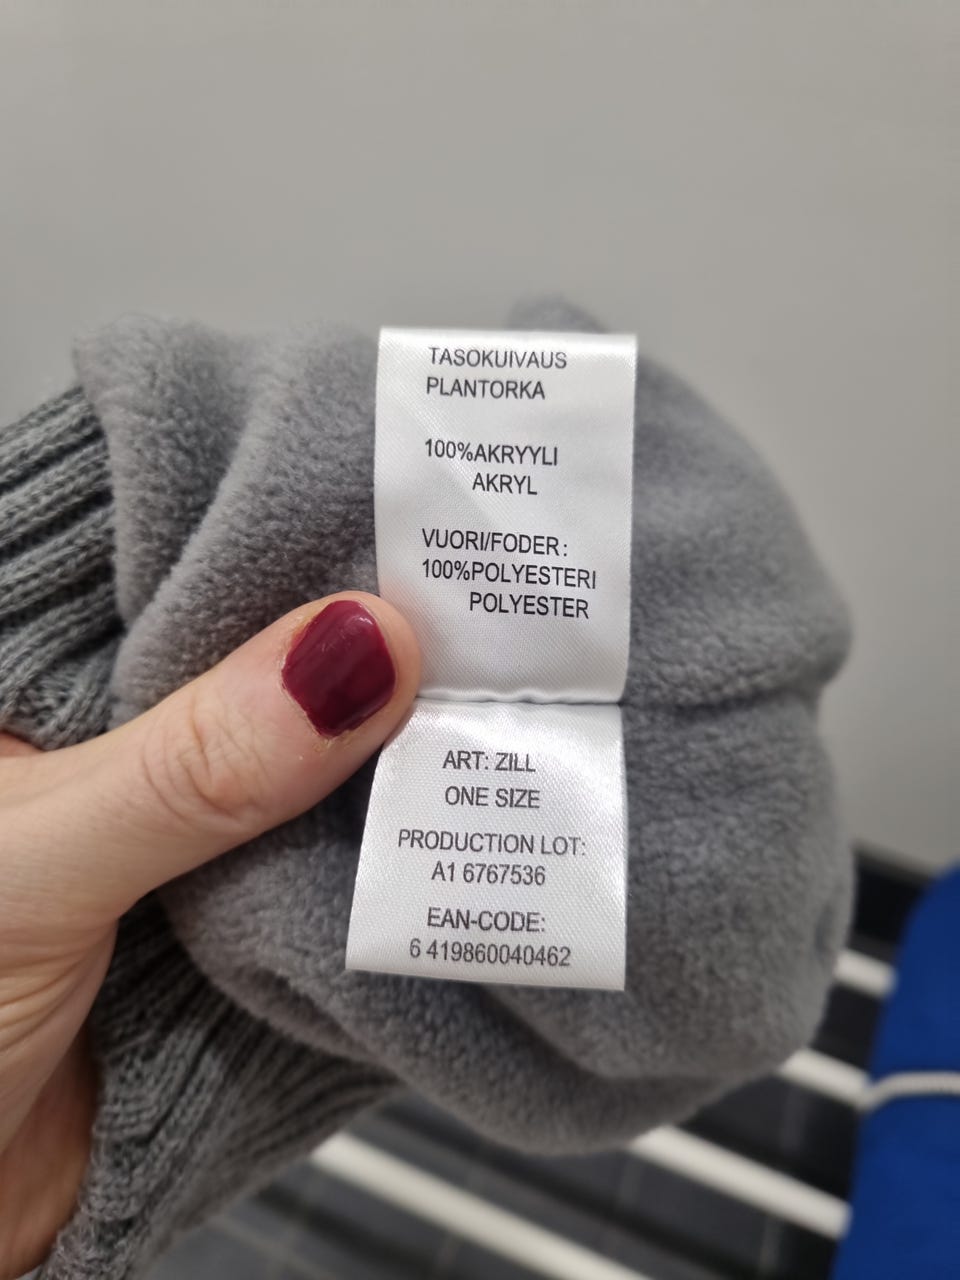 TASOKUIVAUS
PLANTORKA
100%AKRYYLI
AKRYL
VUORI/FODER:
100%POLYESTERI
POLYESTER
ART: ZILL
ONE SIZE
PRODUCTION LOT:
A1 6767536
EAN-CODE:
6 419860040462